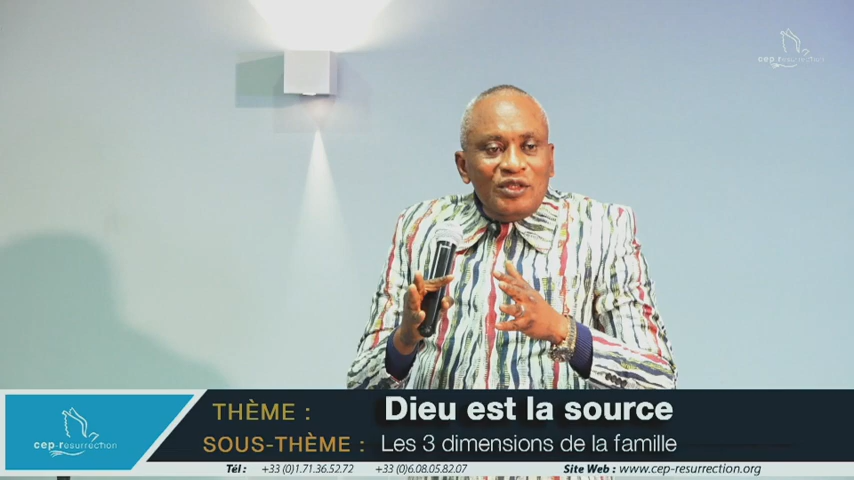 cep-resurrection
THÈME : Dieu est la source
cep-resurrection
SOUS-THÈME : Les 3 dimensions de la famille
Tél : +33 (0)1.71.36.52.72 +33 (0)6.08.05.82.07 Site Web : www.cep-resurrection.org